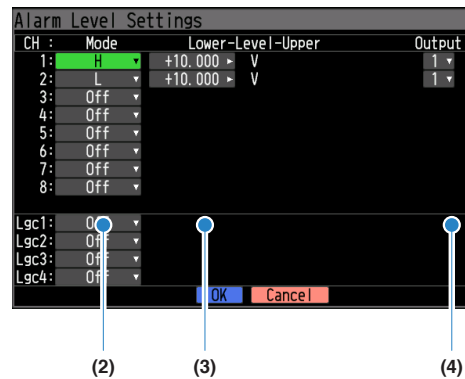 Alarm Level Settings
CH : Mode Lower-Level-Upper Output
1: H +10.000 V 1
2: L +10.000 V 1
3: Off
4: Off
5: Off
6: Off
7: Off
8: Off
Lgc1: Off
Lgc2: Off
Lgc3: Off
Lgc4: Off
OK Cancel
(2) (3) (4)